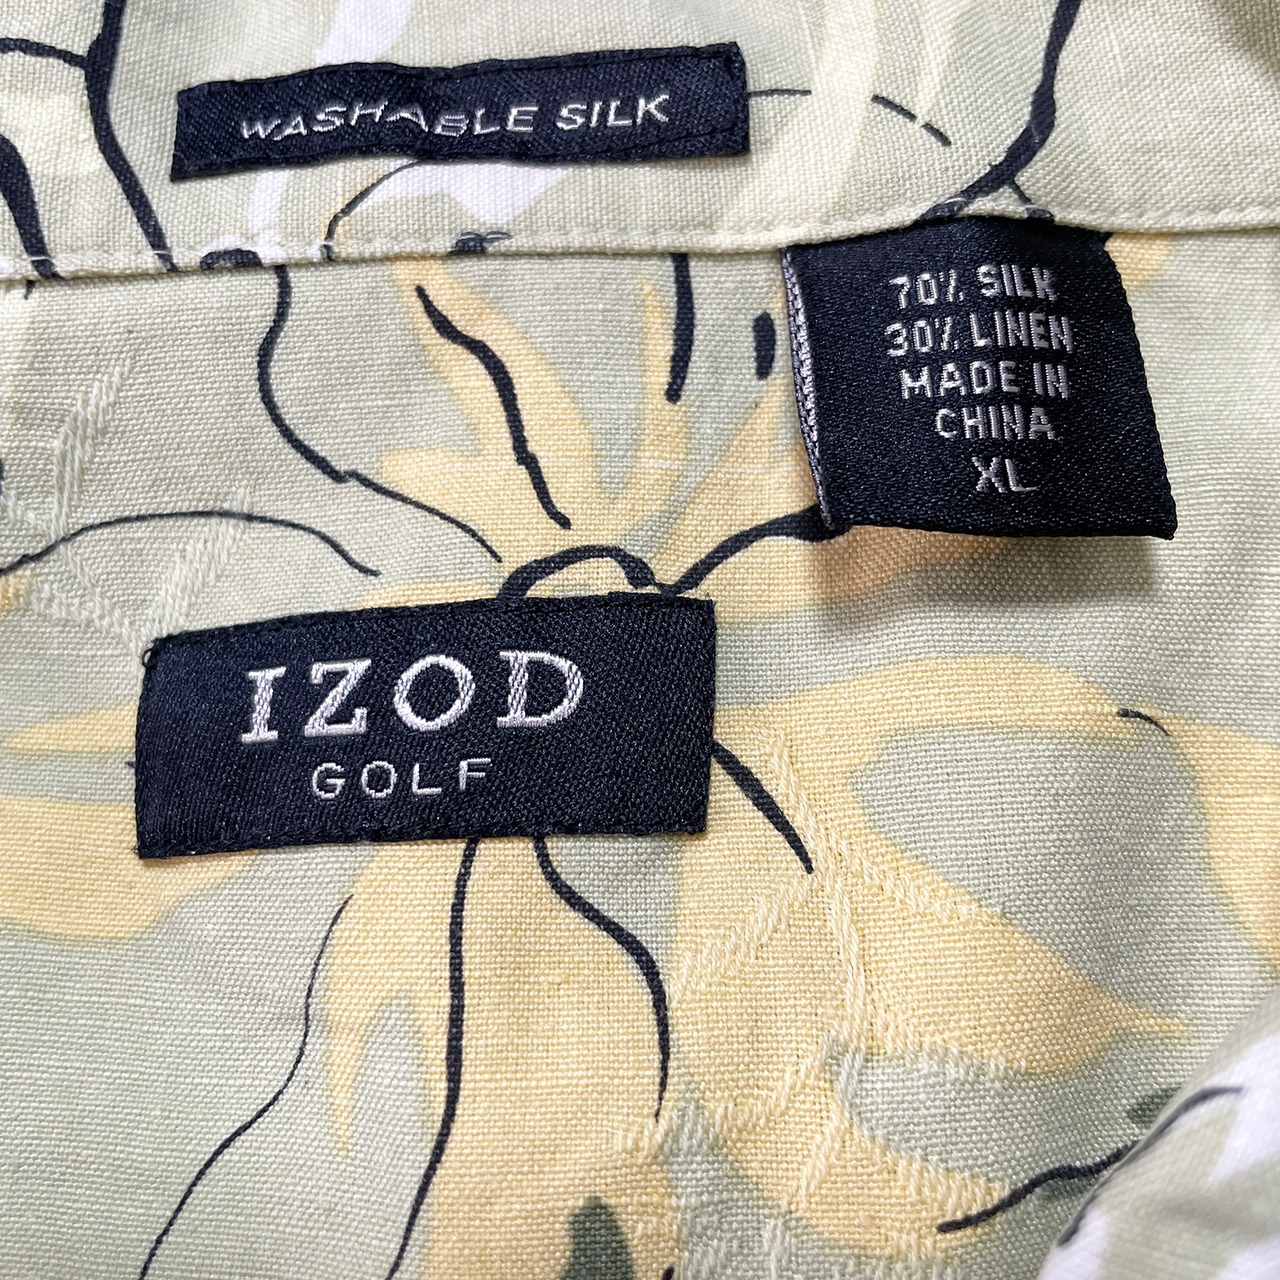 WASHABLE SILK
70% SILK
30% LINEN
MADE IN
CHINA
XL
IZOD
GOLF